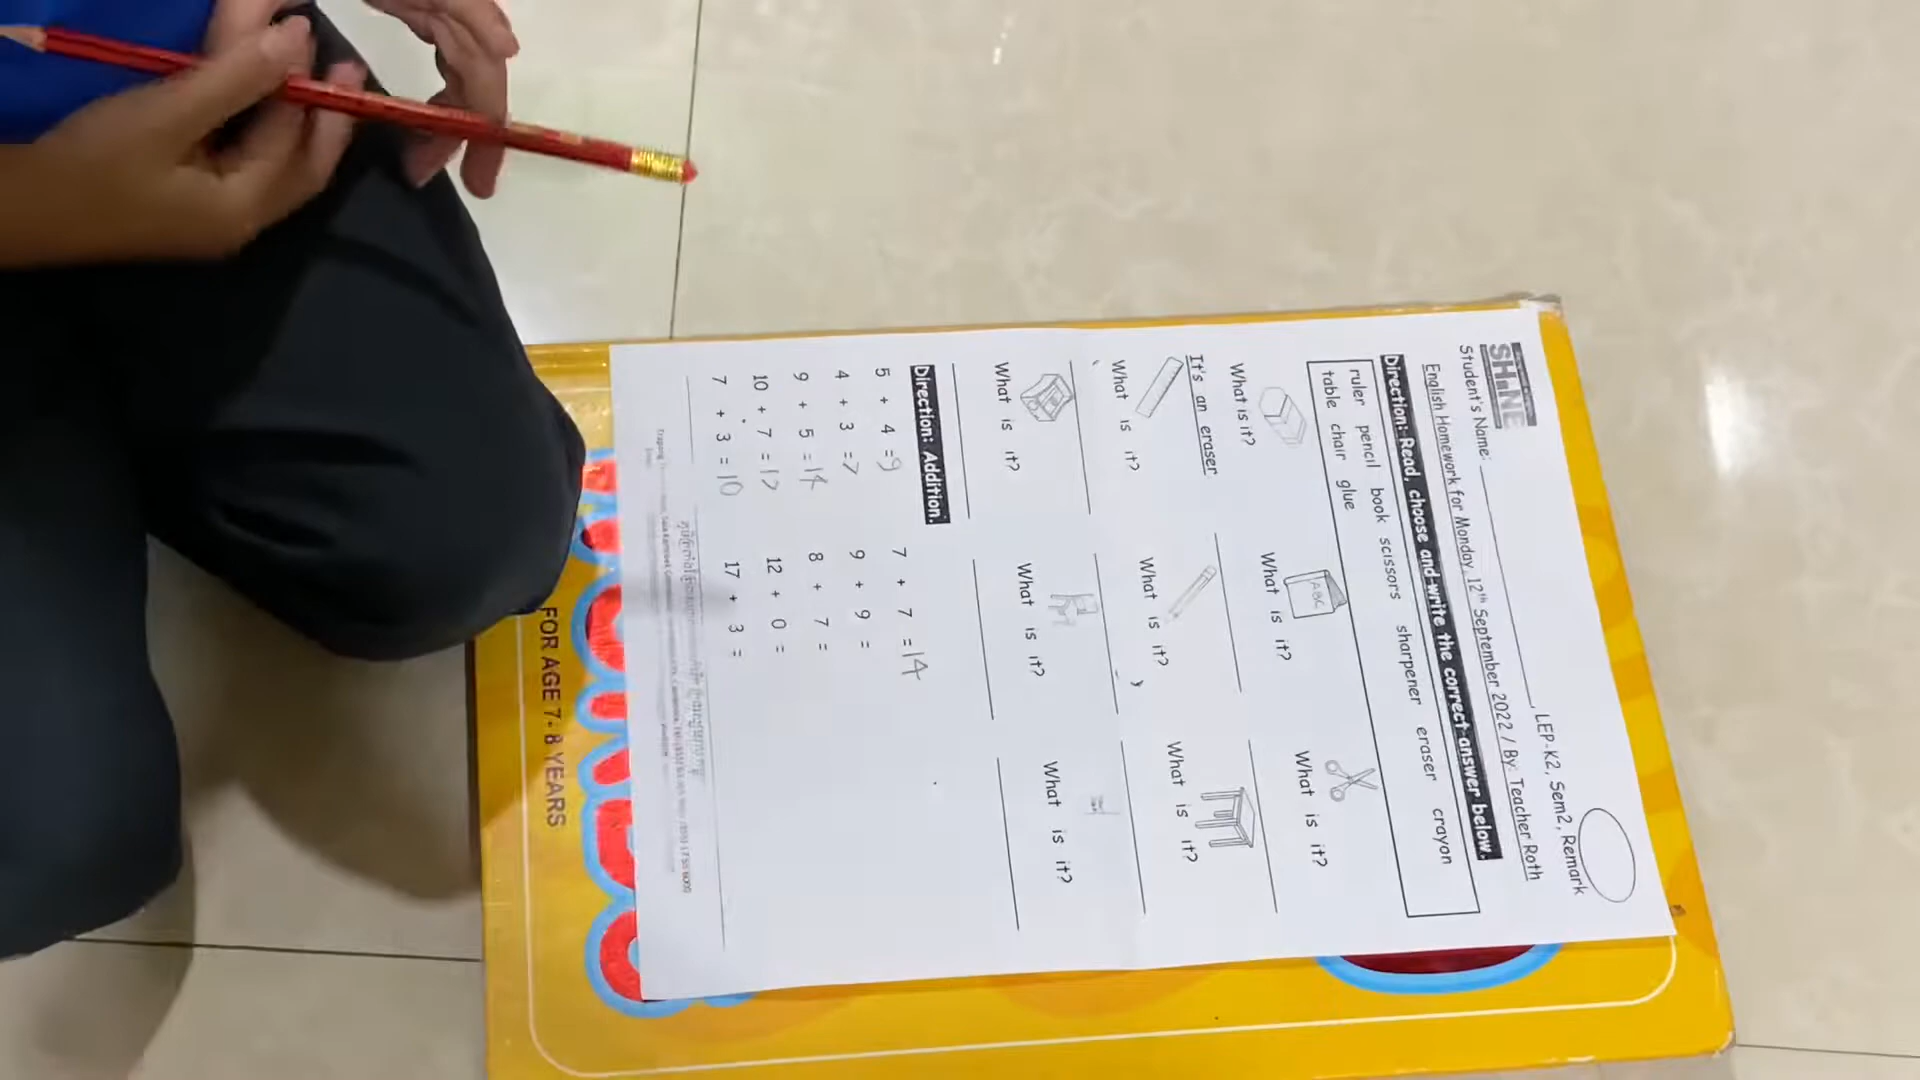 SHINE
Student's Name: ____________, LEP-K2, Sem2, Remark
English Homework for Monday, 12th September 2022 / By: Teacher Roth
Direction: Read, choose and write the correct answer below.
ruler pencil book scissors sharpener eraser crayon
table chair glue
ABC
What is it? What is it? What is it?
It's an eraser.
What is it? What is it? What is it?
What is it? What is it? What is it?
Direction: Addition.
5 + 4 =9 7 + 7 =14
4 + 3 =7 9 + 9 =
9 + 5 =14 8 + 7 =
10 + 7 =17 12 + 0 =
7 + 3 =10 17 + 3 =
FOR AGE 7-8 YEARS